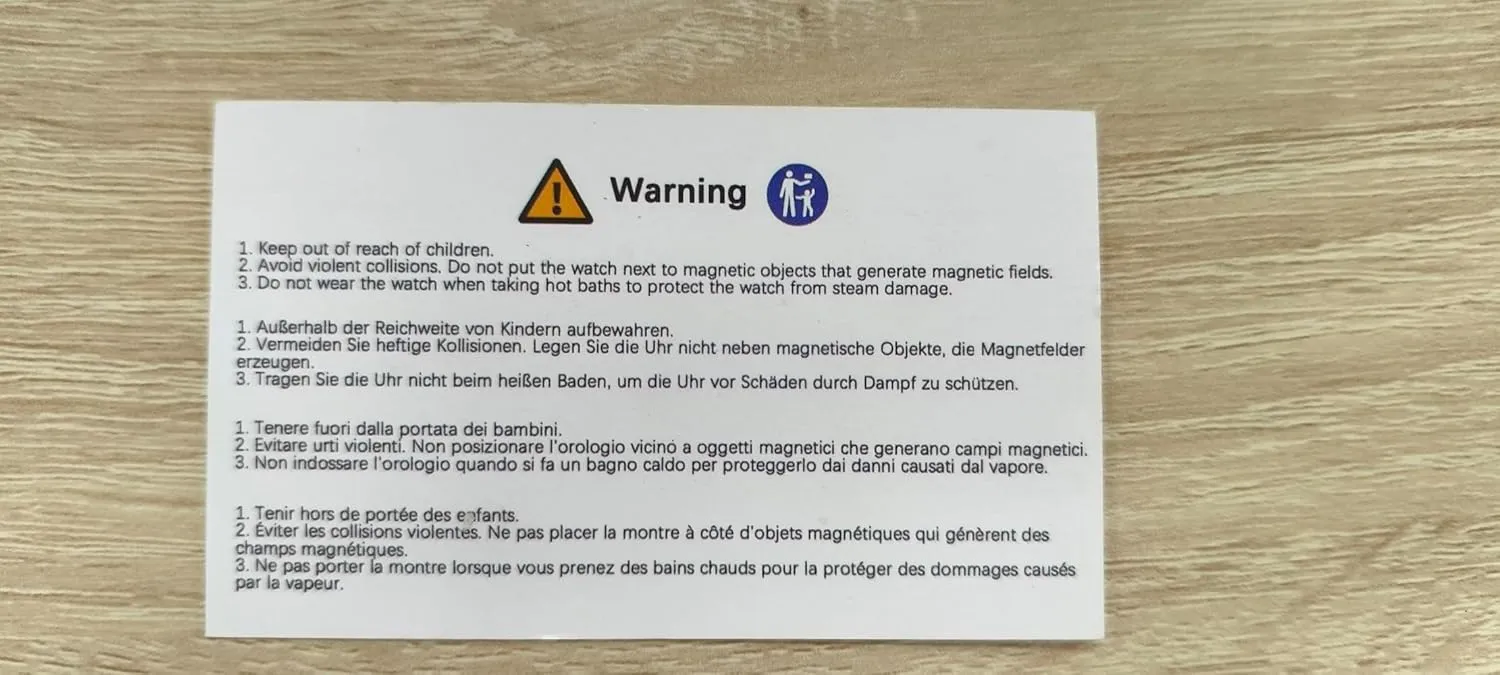 Warning
1. Keep out of reach of children.
2. Avoid violent collisions. Do not put the watch next to magnetic objects that generate magnetic fields.
3. Do not wear the watch when taking hot baths to protect the watch from steam damage.
1. Außerhalb der Reichweite von Kindern aufbewahren.
2. Vermeiden Sie heftige Kollisionen. Legen Sie die Uhr nicht neben magnetische Objekte, die Magnetfelder
erzeugen.
3. Tragen Sie die Uhr nicht beim heißen Baden, um die Uhr vor Schäden durch Dampf zu schützen.
1. Tenere fuori dalla portata dei bambini.
2. Evitare urti violenti. Non posizionare l'orologio vicino a oggetti magnetici che generano campi magnetici.
3. Non indossare l'orologio quando si fa un bagno caldo per proteggerlo dai danni causati dal vapore.
1. Tenir hors de portée des enfants.
2. Éviter les collisions violentes. Ne pas placer la montre à côté d'objets magnétiques qui génèrent des
champs magnétiques.
3. Ne pas porter la montre lorsque vous prenez des bains chauds pour la protéger des dommages causés
par la vapeur.